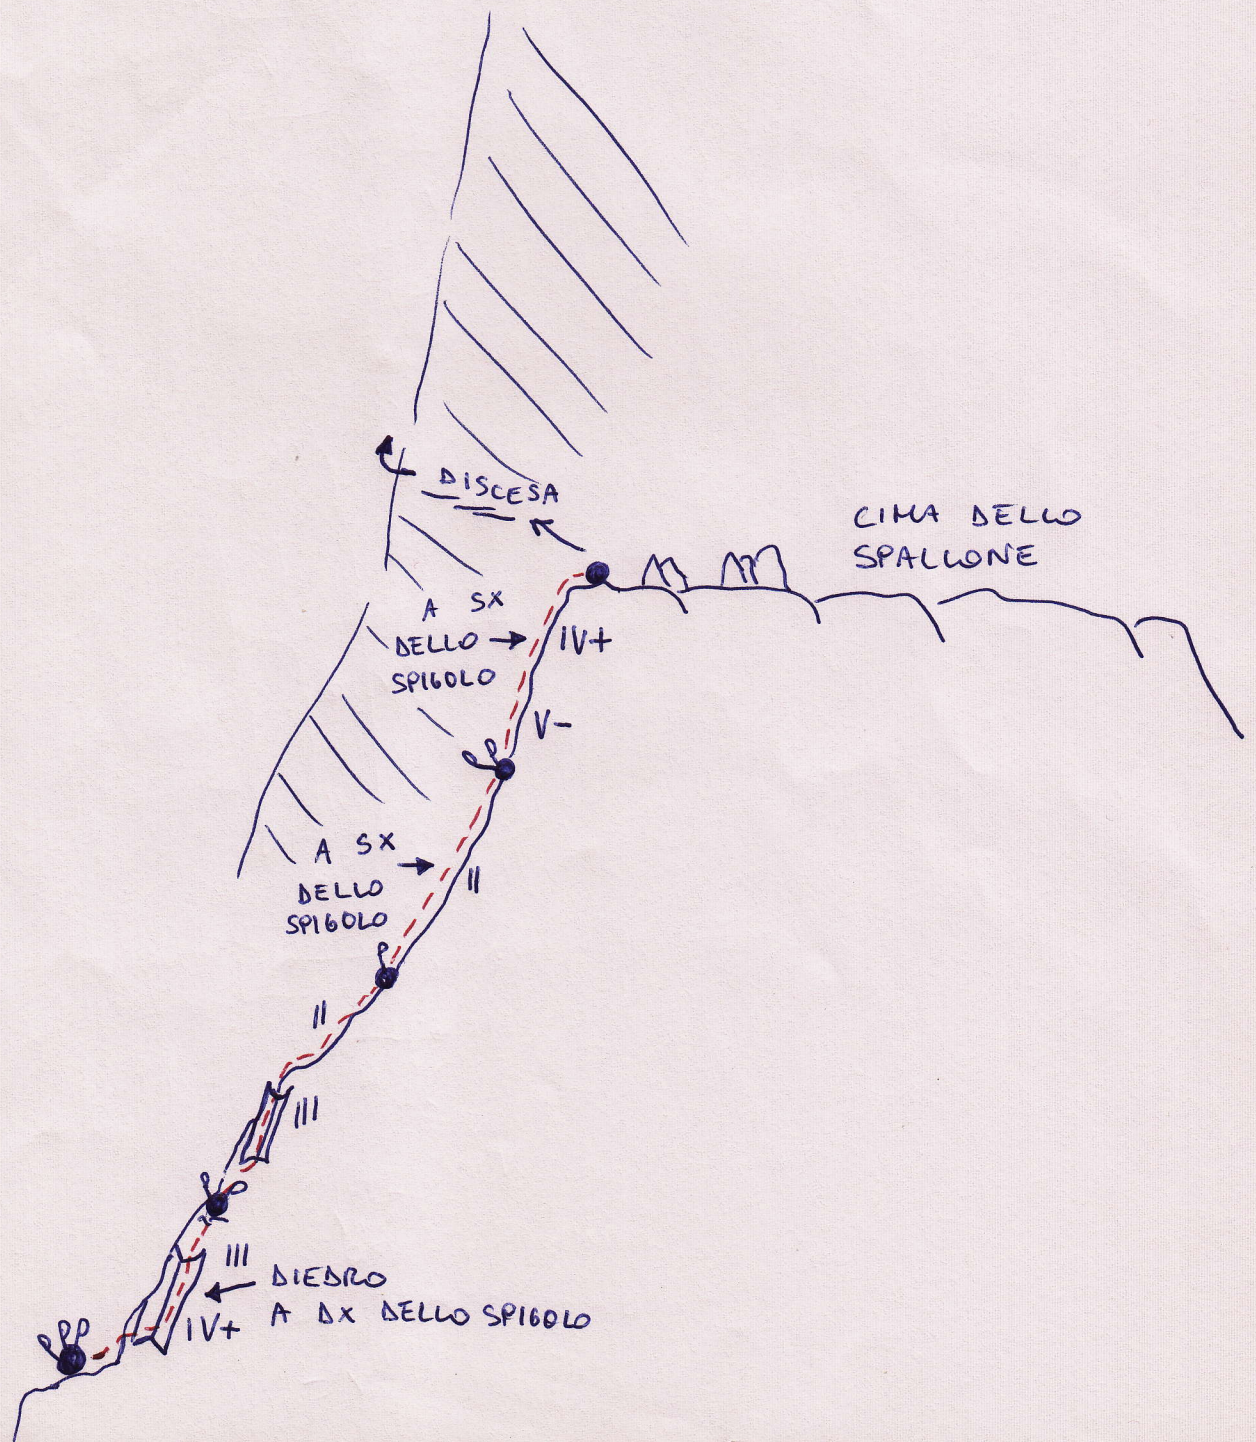 DISCESA
CIMA DELLO
SPALLONE
A SX
DELLO
SPIGOLO
IV+
V-
A SX
DELLO
SPIGOLO
II
II
III
III
DIEDRO
A DX DELLO SPIGOLO
IV+